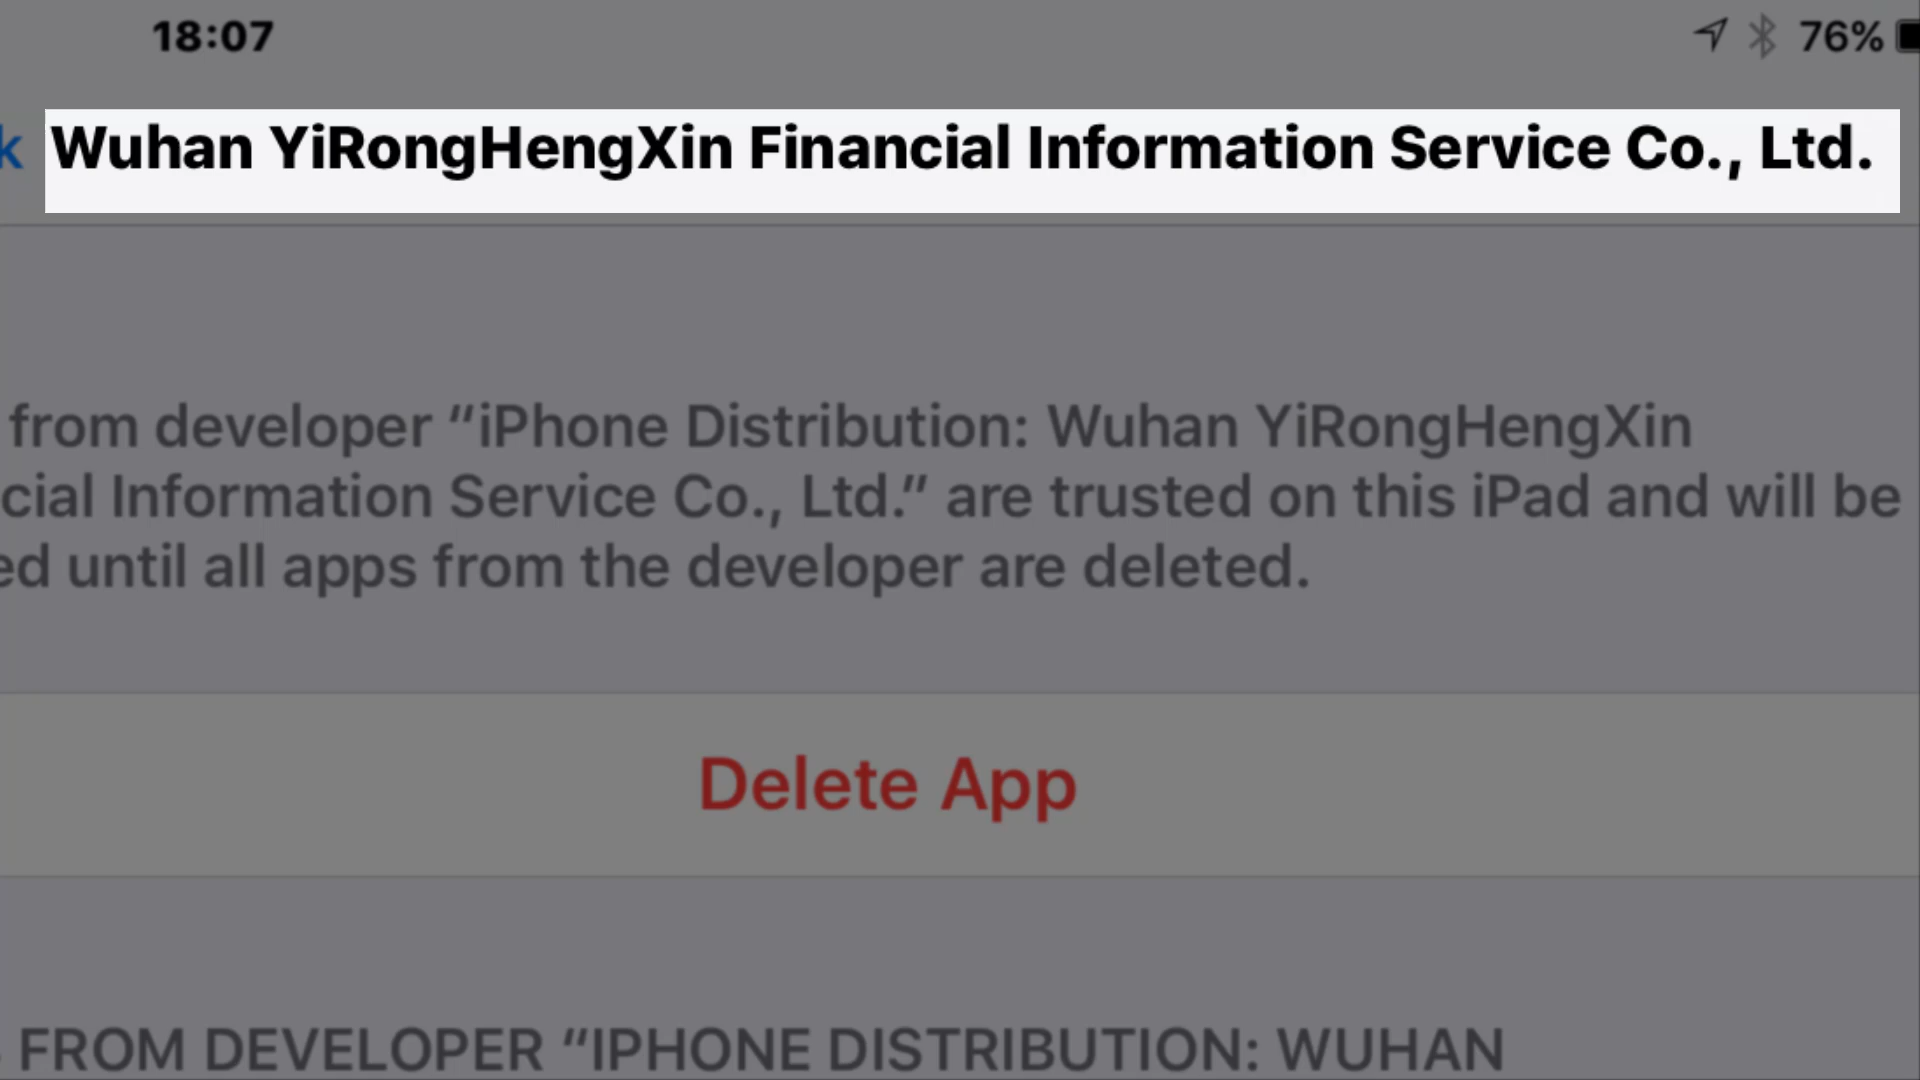 18:07
76%
k Wuhan YiRongHengXin Financial Information Service Co., Ltd.
from developer “iPhone Distribution: Wuhan YiRongHengXin
cial Information Service Co., Ltd.” are trusted on this iPad and will be
ed until all apps from the developer are deleted.
Delete App
FROM DEVELOPER “IPHONE DISTRIBUTION: WUHAN